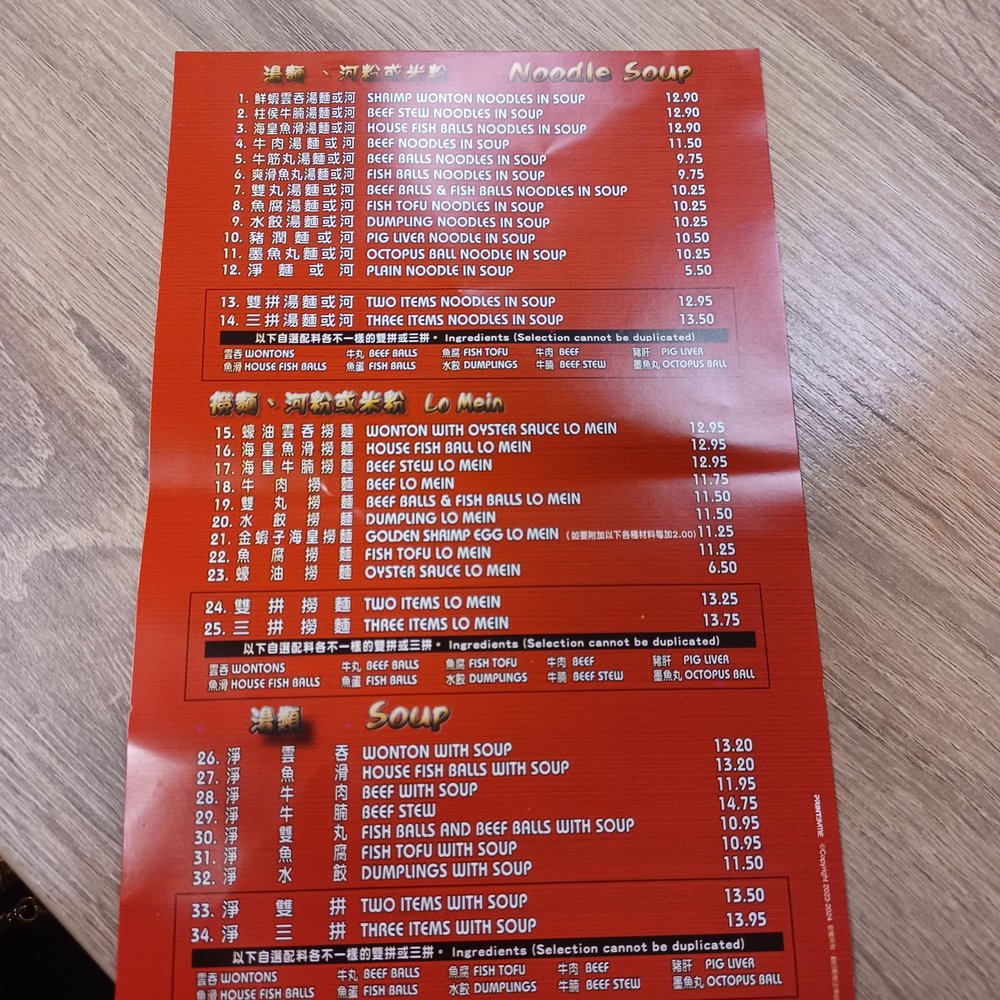 湯麵、河粉或米粉 Noodle Soup
1. 鮮蝦雲吞湯麵或河 SHRIMP WONTON NOODLES IN SOUP 12.90
2. 柱侯牛腩湯麵或河 BEEF STEW NOODLES IN SOUP 12.90
3. 海皇魚滑湯麵或河 HOUSE FISH BALLS NOODLES IN SOUP 12.90
4. 牛肉湯麵或河 BEEF NOODLES IN SOUP 11.50
5. 牛筋丸湯麵或河 BEEF BALLS NOODLES IN SOUP 9.75
6. 爽滑魚丸湯麵或河 FISH BALLS NOODLES IN SOUP 9.75
7. 雙丸湯麵或河 BEEF BALLS & FISH BALLS NOODLES IN SOUP 10.25
8. 魚腐湯麵或河 FISH TOFU NOODLES IN SOUP 10.25
9. 水餃湯麵或河 DUMPLING NOODLES IN SOUP 10.25
10. 豬潤麵或河 PIG LIVER NOODLE IN SOUP 10.50
11. 墨魚丸麵或河 OCTOPUS BALL NOODLE IN SOUP 10.25
12. 淨麵或河 PLAIN NOODLE IN SOUP 5.50
13. 雙拼湯麵或河 TWO ITEMS NOODLES IN SOUP 12.95
14. 三拼湯麵或河 THREE ITEMS NOODLES IN SOUP 13.50
以下自選配料各不一樣的雙拼或三拼。 Ingredients (Selection cannot be duplicated)
雲吞 WONTONS 牛丸 BEEF BALLS 魚腐 FISH TOFU 牛肉 BEEF 豬肝 PIG LIVER
魚滑 HOUSE FISH BALLS 魚蛋 FISH BALLS 水餃 DUMPLINGS 牛腩 BEEF STEW 墨魚丸 OCTOPUS BALL
撈麵、河粉或米粉 Lo Mein
15. 蠔油雲吞撈麵 WONTON WITH OYSTER SAUCE LO MEIN 12.95
16. 海皇魚滑撈麵 HOUSE FISH BALL LO MEIN 12.95
17. 海皇牛腩撈麵 BEEF STEW LO MEIN 12.95
18. 牛肉撈麵 BEEF LO MEIN 11.75
19. 雙丸撈麵 BEEF BALLS & FISH BALLS LO MEIN 11.50
20. 水餃撈麵 DUMPLING LO MEIN 11.50
21. 金蝦子海皇撈麵 GOLDEN SHRIMP EGG LO MEIN (如要附加以下各種材料每加2.00) 11.25
22. 魚腐撈麵 FISH TOFU LO MEIN 11.25
23. 蠔油撈麵 OYSTER SAUCE LO MEIN 6.50
24. 雙拼撈麵 TWO ITEMS LO MEIN 13.25
25. 三拼撈麵 THREE ITEMS LO MEIN 13.75
以下自選配料各不一樣的雙拼或三拼。 Ingredients (Selection cannot be duplicated)
雲吞 WONTONS 牛丸 BEEF BALLS 魚腐 FISH TOFU 牛肉 BEEF 豬肝 PIG LIVER
魚滑 HOUSE FISH BALLS 魚蛋 FISH BALLS 水餃 DUMPLINGS 牛腩 BEEF STEW 墨魚丸 OCTOPUS BALL
湯類 Soup
26. 淨雲吞 WONTON WITH SOUP 13.20
27. 淨魚滑 HOUSE FISH BALLS WITH SOUP 13.20
28. 淨牛肉 BEEF WITH SOUP 11.95
29. 淨牛腩 BEEF STEW 14.75
30. 淨雙丸 FISH BALLS AND BEEF BALLS WITH SOUP 10.95
31. 淨魚腐 FISH TOFU WITH SOUP 10.95
32. 淨水餃 DUMPLINGS WITH SOUP 11.50
33. 淨雙拼 TWO ITEMS WITH SOUP 13.50
34. 淨三拼 THREE ITEMS WITH SOUP 13.95
以下自選配料各不一樣的雙拼或三拼。 Ingredients (Selection cannot be duplicated)
雲吞 WONTONS 牛丸 BEEF BALLS 魚腐 FISH TOFU 牛肉 BEEF 豬肝 PIG LIVER
魚滑 HOUSE FISH BALLS 魚蛋 FISH BALLS 水餃 DUMPLINGS 牛腩 BEEF STEW 墨魚丸 OCTOPUS BALL
©Copyright 2023-2024